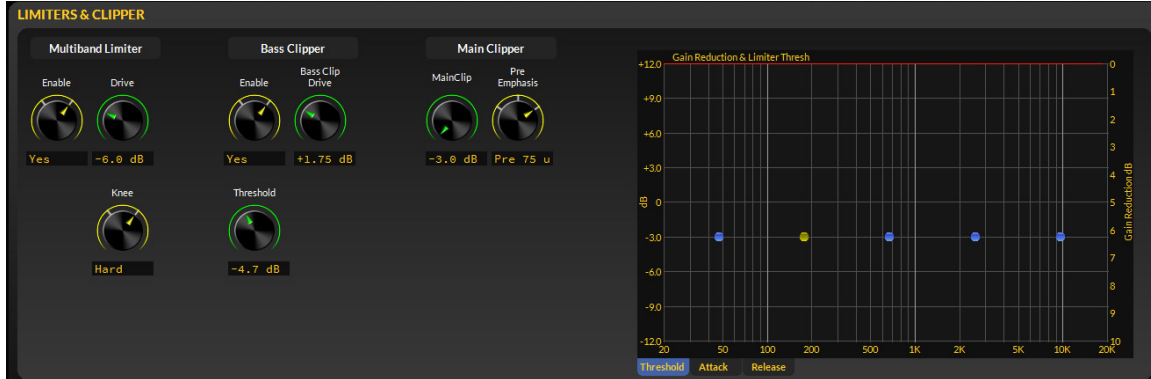 LIMITERS & CLIPPER
Multiband Limiter
Enable
Drive
Yes
-6.0 dB
Knee
Hard
Bass Clipper
Enable
Bass Clip
Drive
Yes
+1.75 dB
Threshold
-4.7 dB
Main Clipper
MainClip
Pre
Emphasis
-3.0 dB
Pre 75 u
Gain Reduction & Limiter Thresh
+12.0
+9.0
+6.0
+3.0
0
-3.0
-6.0
-9.0
-12.0
dB
0
1
2
3
4
5
6
7
8
9
10
Gain Reduction dB
20 50 100 200 500 1K 2K 5K 10K 20K
Threshold Attack Release